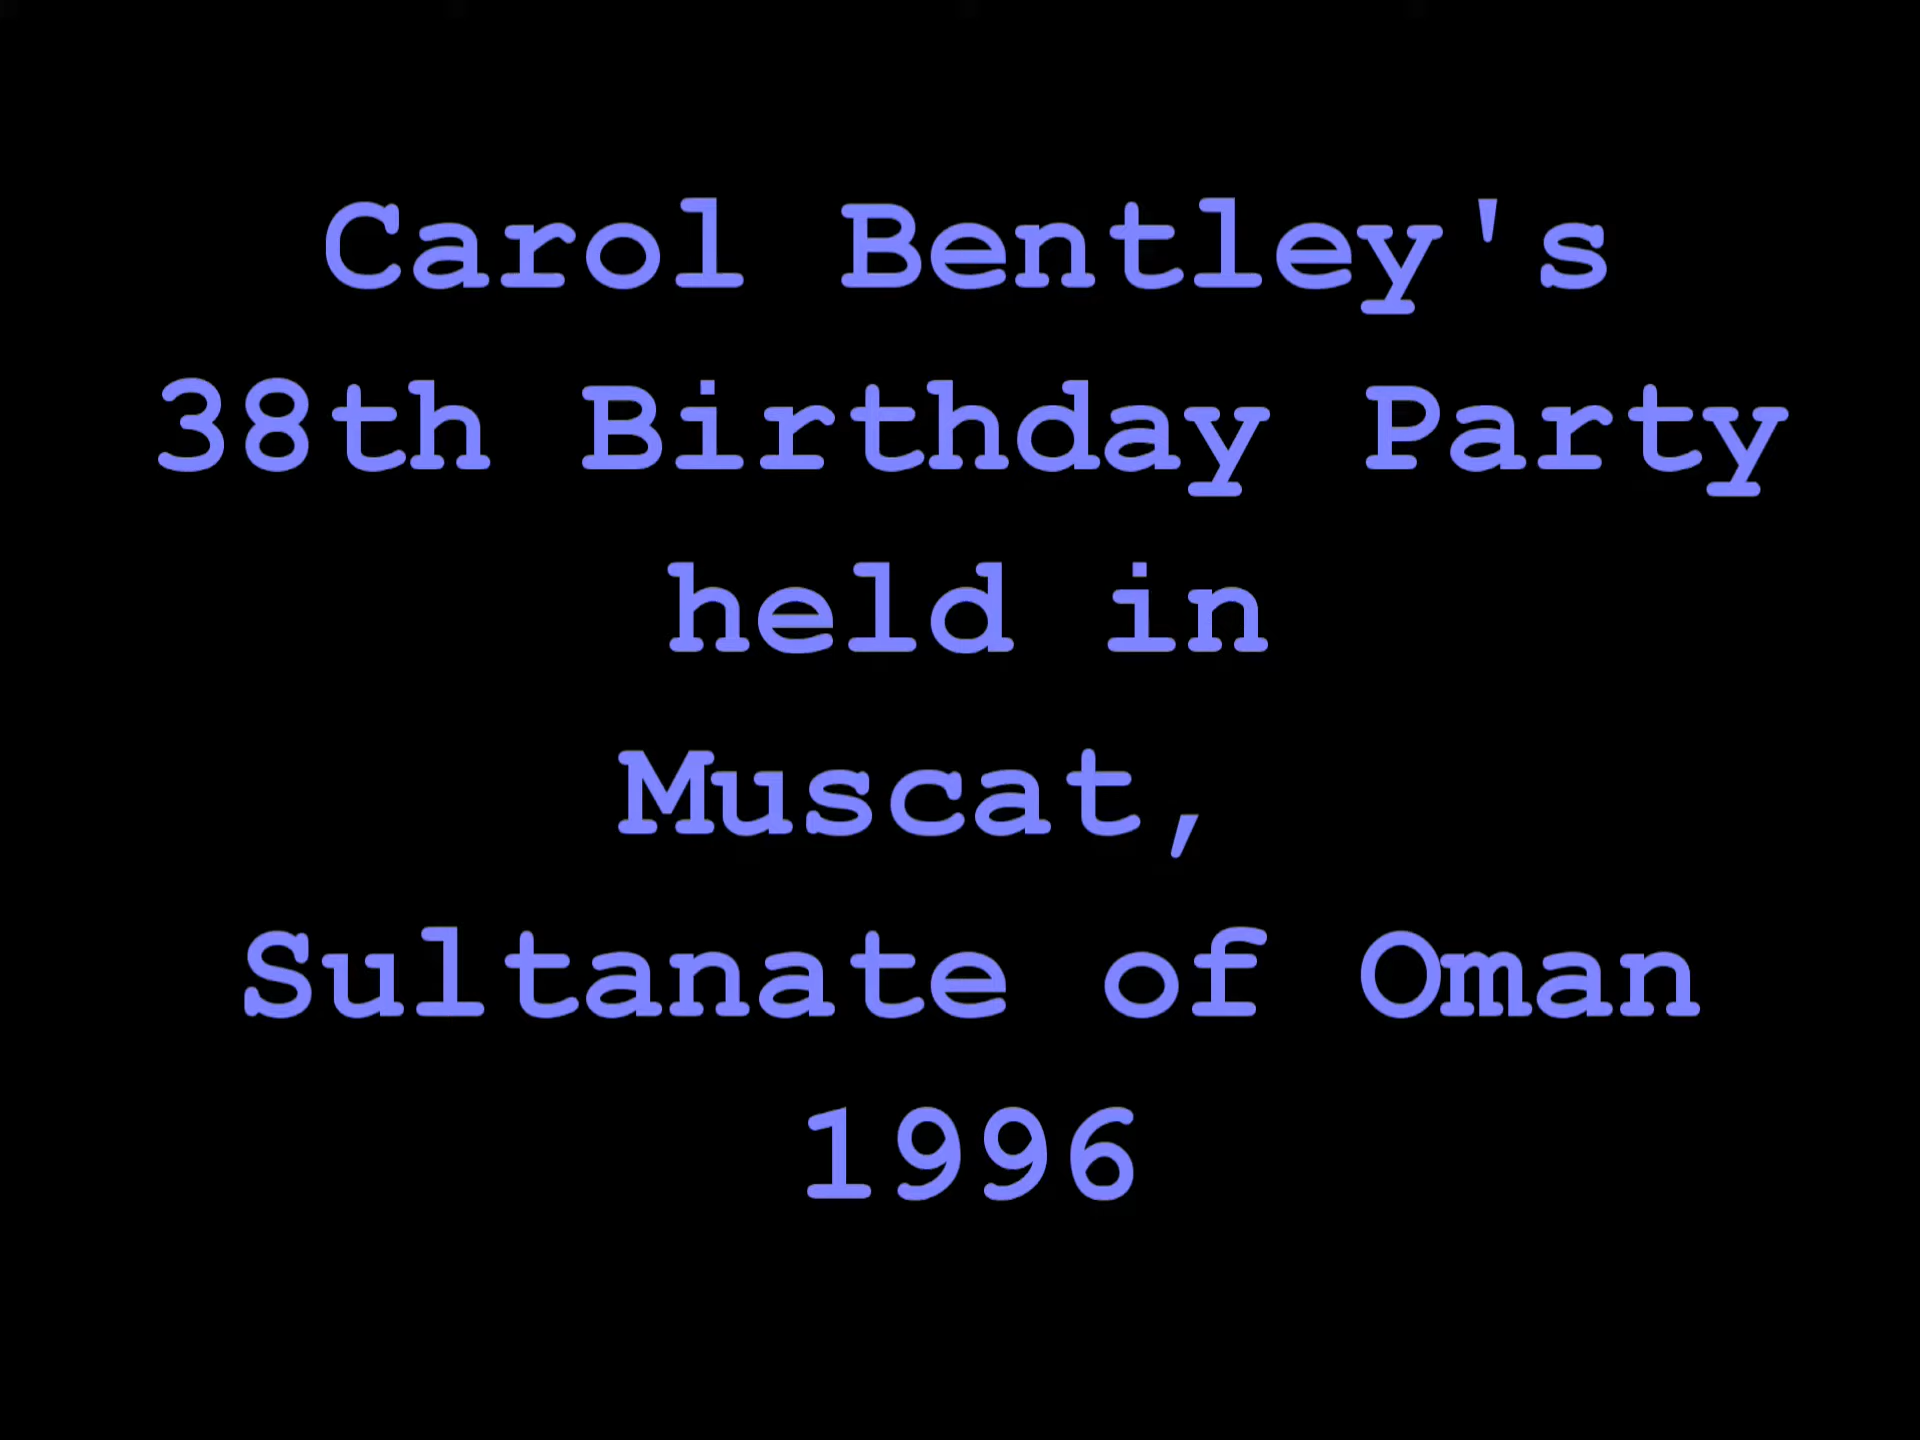 Carol Bentley's
38th Birthday Party
held in
Muscat,
Sultanate of Oman
1996